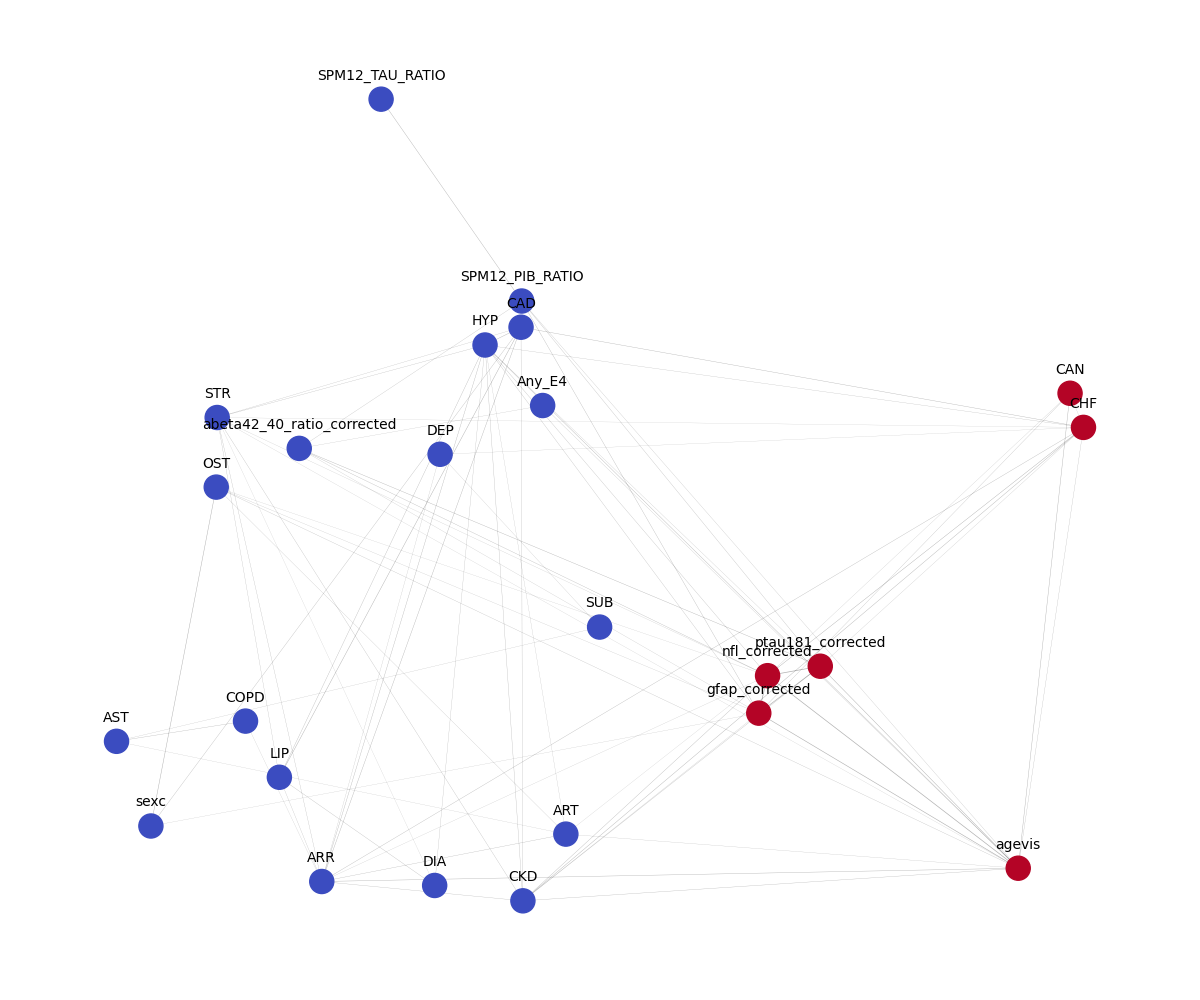 SPM12_TAU_RATIO
SPM12_PIB_RATIO
CAD
HYP
CAN
Any_E4
STR
CHF
abeta42_40_ratio_corrected
DEP
OST
SUB
ptau181_corrected
nfl_corrected
gfap_corrected
COPD
AST
LIP
sexc
ART
agevis
ARR
DIA
CKD